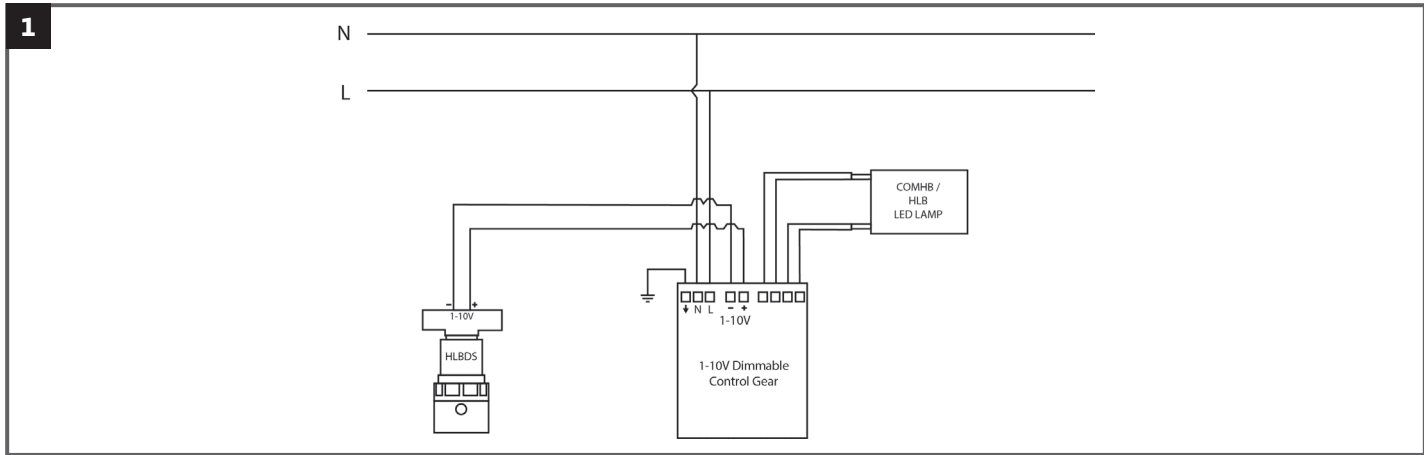 1
N
L
COMHB /
HLB
LED LAMP
- +
1-10V
HLBDS
N L - +
1-10V
1-10V Dimmable
Control Gear